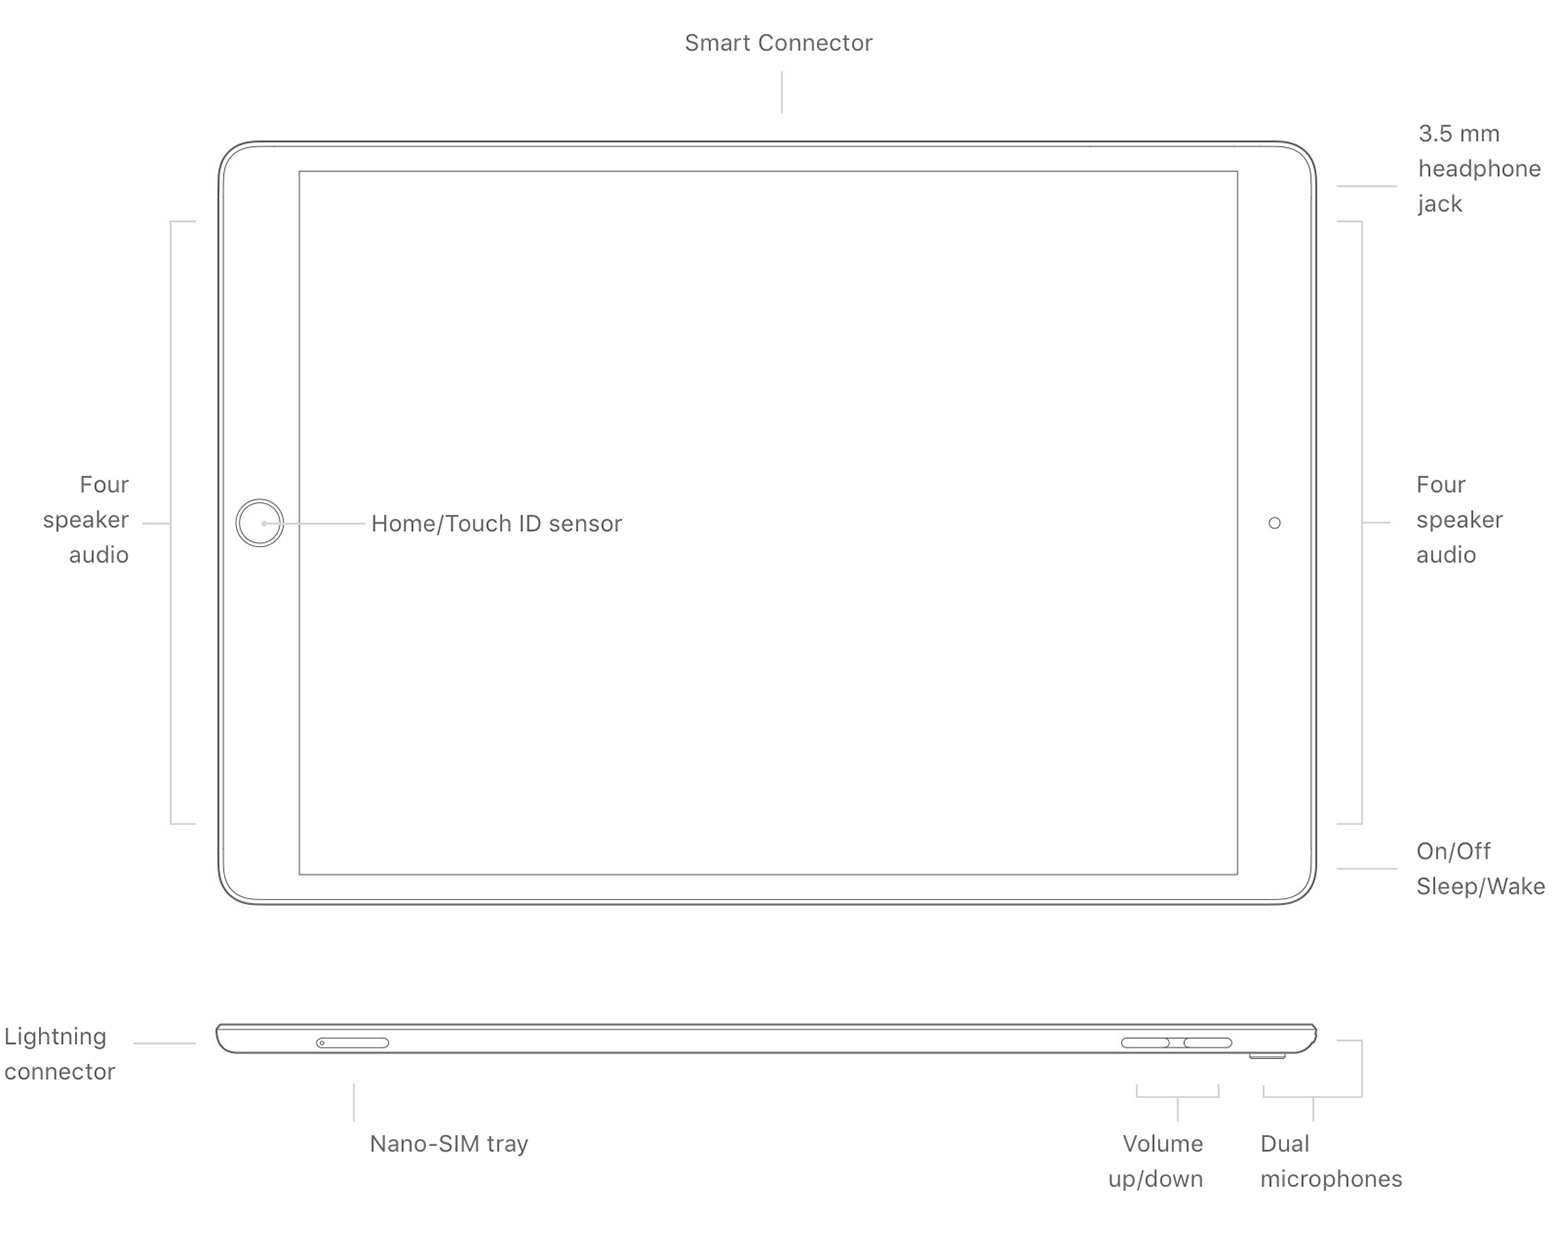 Smart Connector
3.5 mm
headphone
jack
Four
speaker
audio
Home/Touch ID sensor
Four
speaker
audio
On/Off
Sleep/Wake
Lightning
connector
Nano-SIM tray
Volume
up/down
Dual
microphones